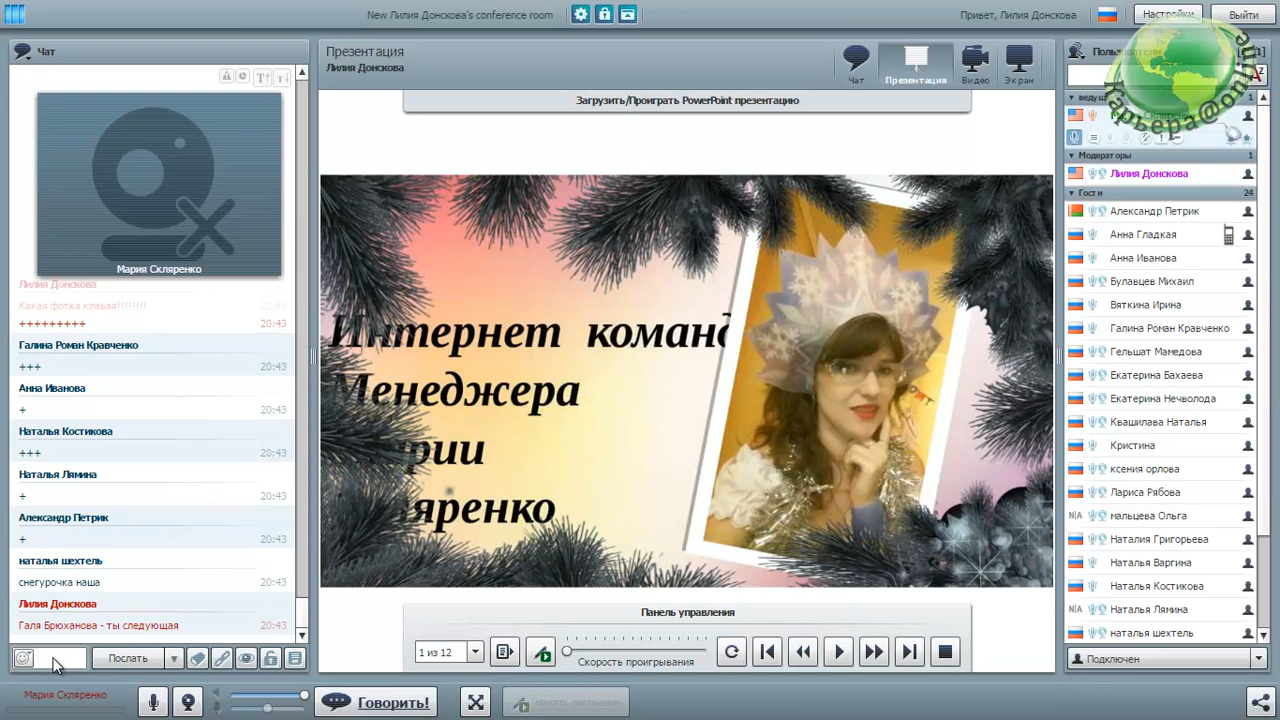 New Лилия Донскова's conference room
Привет, Лилия Донскова
Настройки
Выйти
Чат
Мария Скляренко
Лилия Донскова
Какая фотка клевая!!!!!!!! 20:43
+++++++++ 20:43
Галина Роман Кравченко
+++ 20:43
Анна Иванова
+ 20:43
Наталья Костикова
+++ 20:43
Наталья Лямина
+ 20:43
Александр Петрик
+ 20:43
наталья шехтель
снегурочка наша 20:43
Лилия Донскова
Галя Брюханова - ты следующая 20:43
Послать
Презентация
Лилия Донскова
Чат
Презентация
Видео
Экран
Загрузить/Проиграть PowerPoint презентацию
Интернет команд
Менеджера
рии
яренко
Панель управления
1 из 12
Скорость проигрывания
Карьера@online
Модераторы 1
Лилия Донскова
Гости 24
Александр Петрик
Анна Гладкая
Анна Иванова
Булавцев Михаил
Вяткина Ирина
Галина Роман Кравченко
Гельшат Мамедова
Екатерина Бахаева
Екатерина Нечволода
Квашилава Наталья
Кристина
ксения орлова
Лариса Рябова
N/A мальцева Ольга
Наталия Григорьева
Наталья Варгина
Наталья Костикова
N/A Наталья Лямина
наталья шехтель
Подключен
Мария Скляренко
Говорить!
Начать рисование